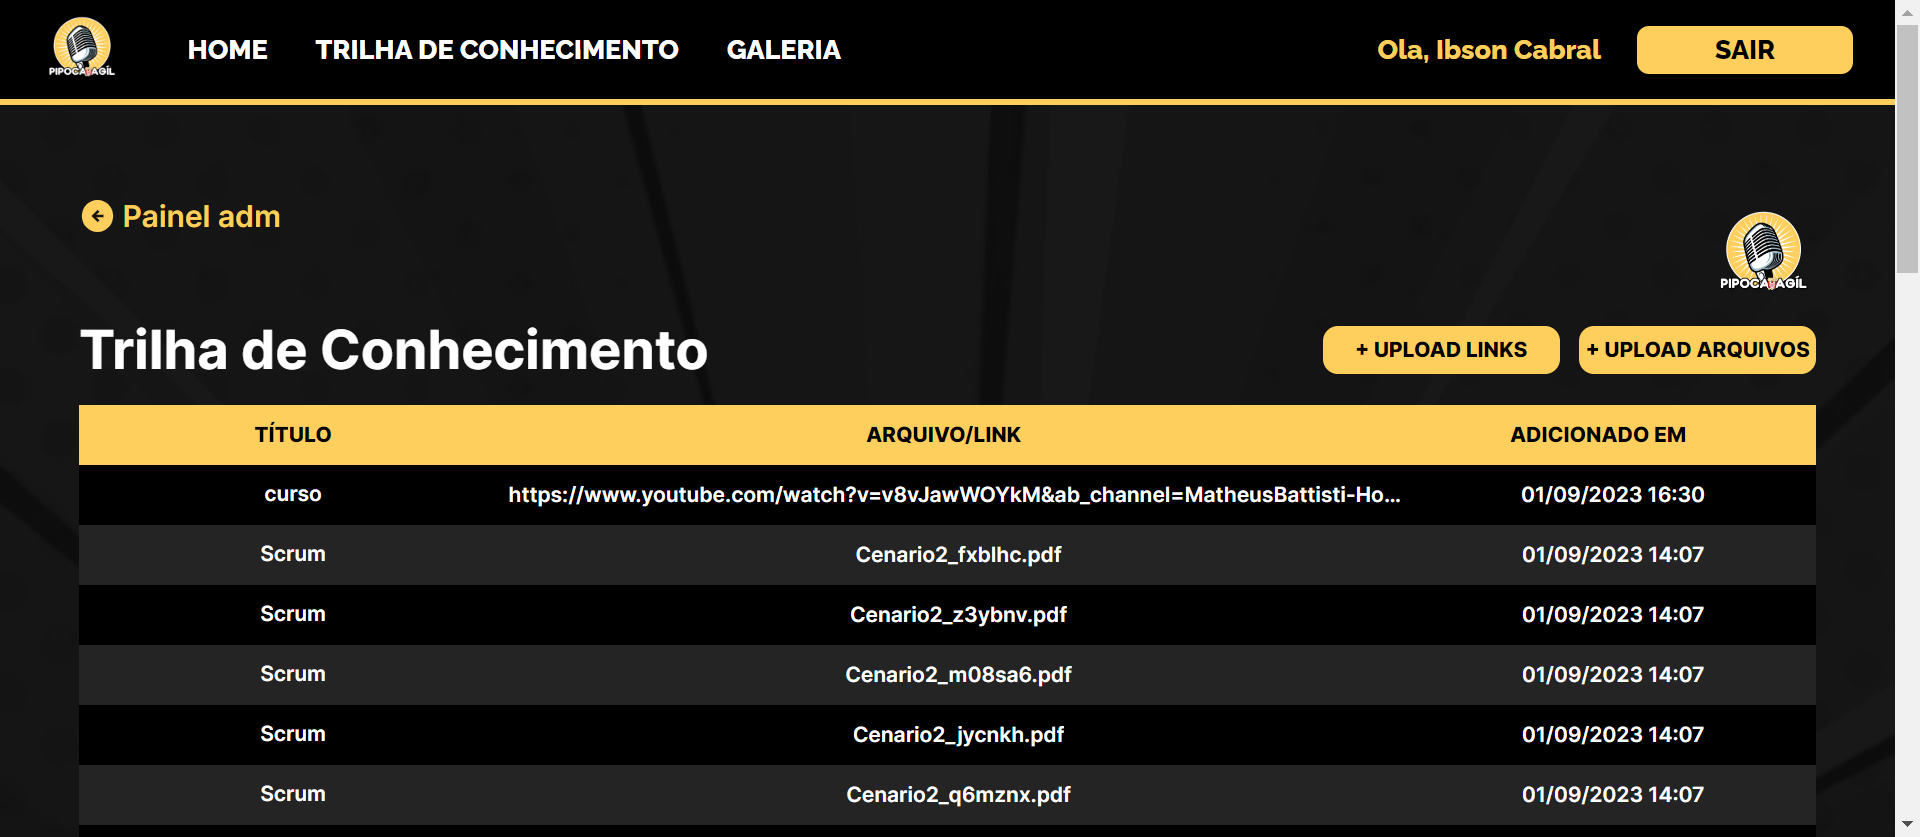 PIPOCA ÁGIL
HOME
TRILHA DE CONHECIMENTO
GALERIA
Ola, Ibson Cabral
SAIR
Painel adm
PIPOCA ÁGIL
Trilha de Conhecimento
+ UPLOAD LINKS
+ UPLOAD ARQUIVOS
TÍTULO ARQUIVO/LINK ADICIONADO EM
curso https://www.youtube.com/watch?v=v8vJawWOYkM&ab_channel=MatheusBattisti-Ho... 01/09/2023 16:30
Scrum Cenario2_fxblhc.pdf 01/09/2023 14:07
Scrum Cenario2_z3ybnv.pdf 01/09/2023 14:07
Scrum Cenario2_m08sa6.pdf 01/09/2023 14:07
Scrum Cenario2_jycnkh.pdf 01/09/2023 14:07
Scrum Cenario2_q6mznx.pdf 01/09/2023 14:07